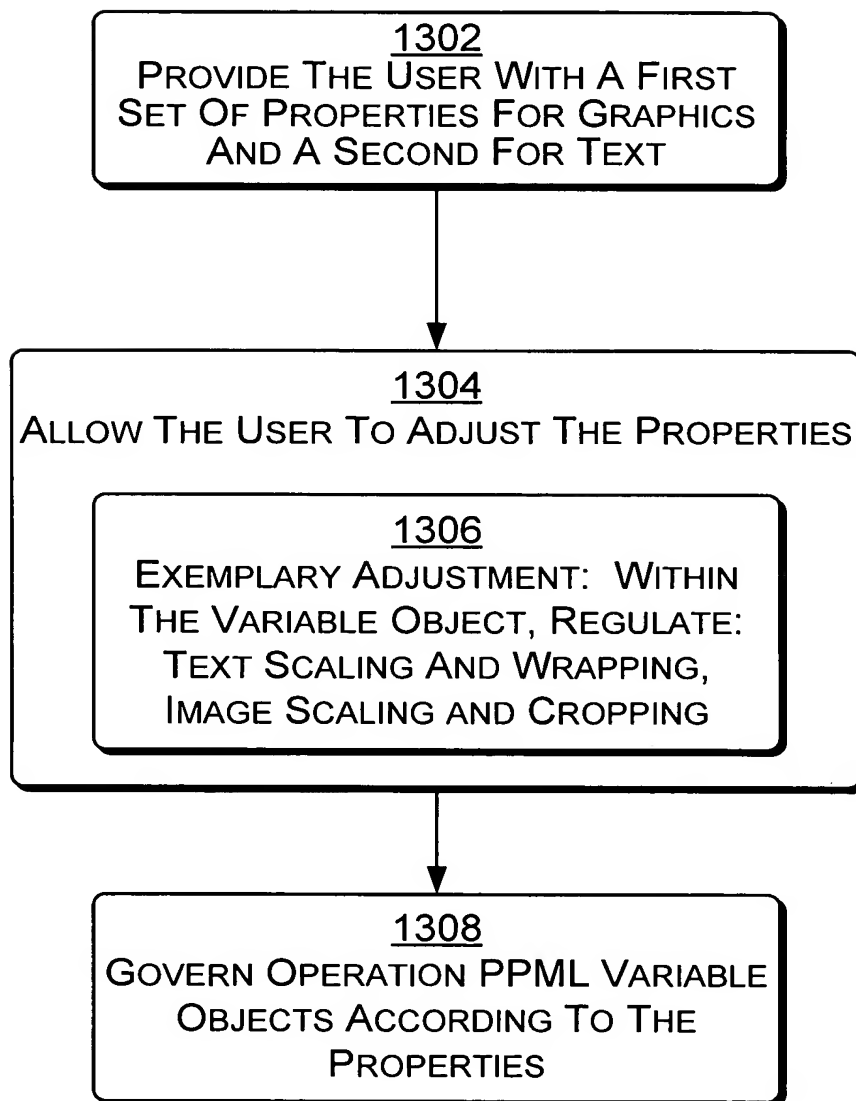 1302
PROVIDE THE USER WITH A FIRST
SET OF PROPERTIES FOR GRAPHICS
AND A SECOND FOR TEXT
1304
ALLOW THE USER TO ADJUST THE PROPERTIES
1306
EXEMPLARY ADJUSTMENT: WITHIN
THE VARIABLE OBJECT, REGULATE:
TEXT SCALING AND WRAPPING,
IMAGE SCALING AND CROPPING
1308
GOVERN OPERATION PPML VARIABLE
OBJECTS ACCORDING TO THE
PROPERTIES